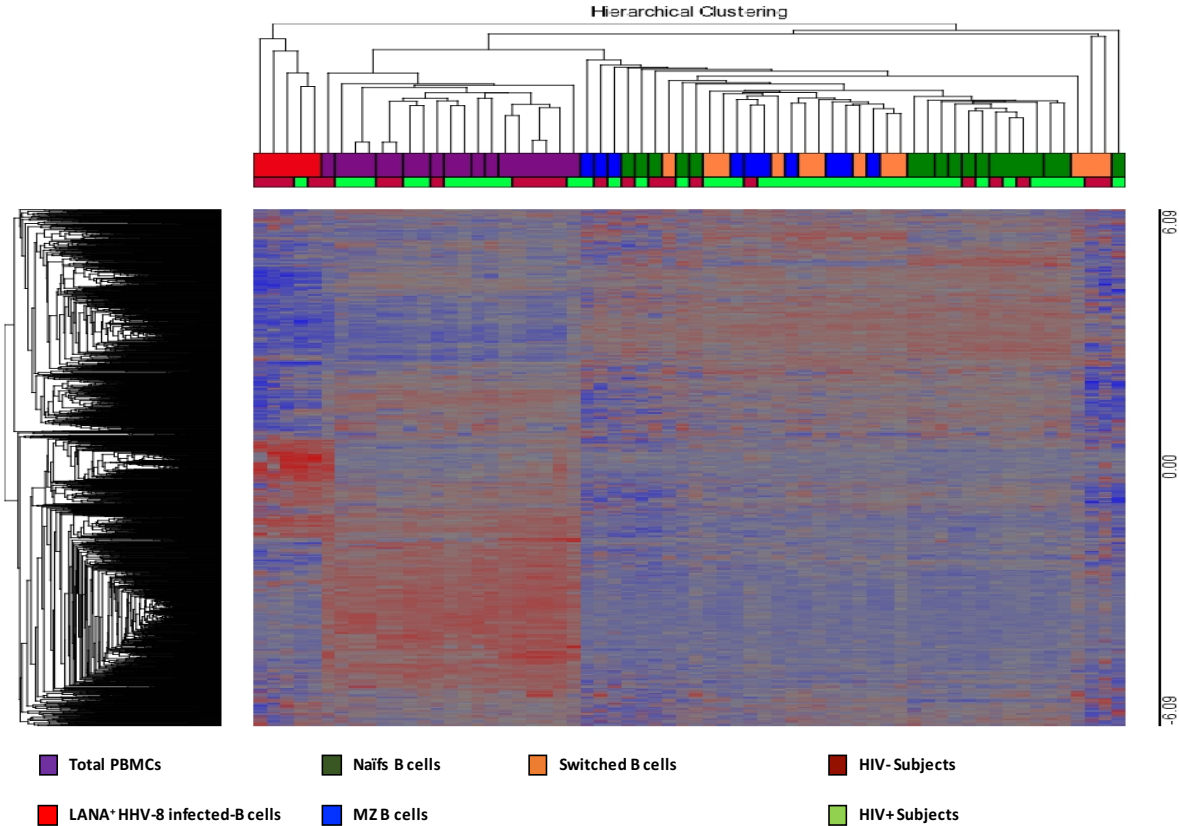 Hierarchical Clustering
6.09
0.00
-6.09
Total PBMCs
Naïfs B cells
Switched B cells
HIV- Subjects
LANA⁺ HHV-8 infected-B cells
MZ B cells
HIV+ Subjects